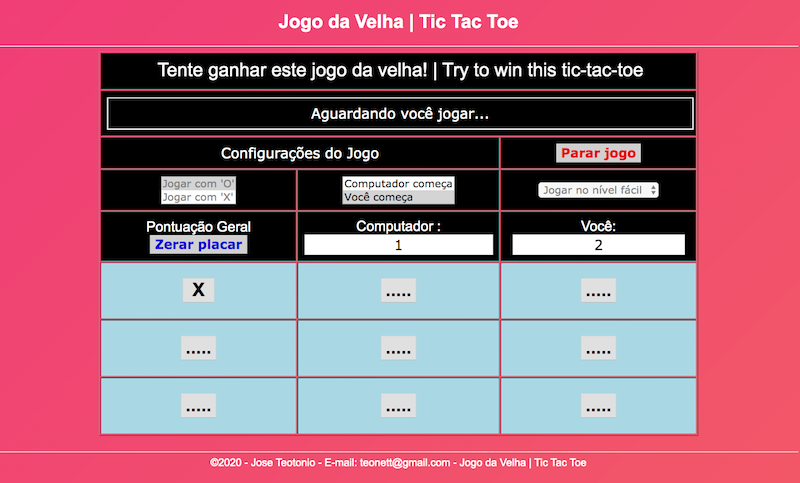 Jogo da Velha | Tic Tac Toe
Tente ganhar este jogo da velha! | Try to win this tic-tac-toe
Aguardando você jogar...
Configurações do Jogo
Parar jogo
Jogar com 'O'
Jogar com 'X'
Computador começa
Você começa
Jogar no nível fácil
Pontuação Geral
Zerar placar
Computador :
1
Você:
2
X ..... .....
..... ..... .....
..... ..... .....
©2020 - Jose Teotonio - E-mail: teonett@gmail.com - Jogo da Velha | Tic Tac Toe